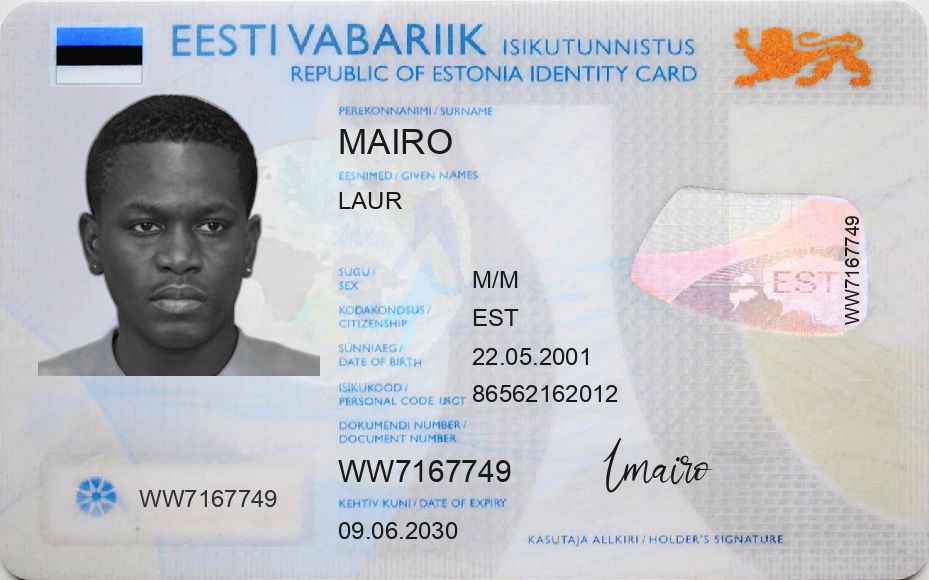 EESTI VABARIIK ISIKUTUNNISTUS
REPUBLIC OF ESTONIA IDENTITY CARD
PEREKONNANIMI / SURNAME
MAIRO
EESNIMED / GIVEN NAMES
LAUR
SUGU /
SEX
M/M
KODAKONDSUS /
CITIZENSHIP
EST
SÜNNIAEG /
DATE OF BIRTH
22.05.2001
ISIKUKOOD /
PERSONAL CODE
86562162012
DOKUMENDI NUMBER /
DOCUMENT NUMBER
WW7167749
KEHTIV KUNI / DATE OF EXPIRY
09.06.2030
WW7167749
EST
WW7167749
lmairo
KASUTAJA ALLKIRI / HOLDER'S SIGNATURE